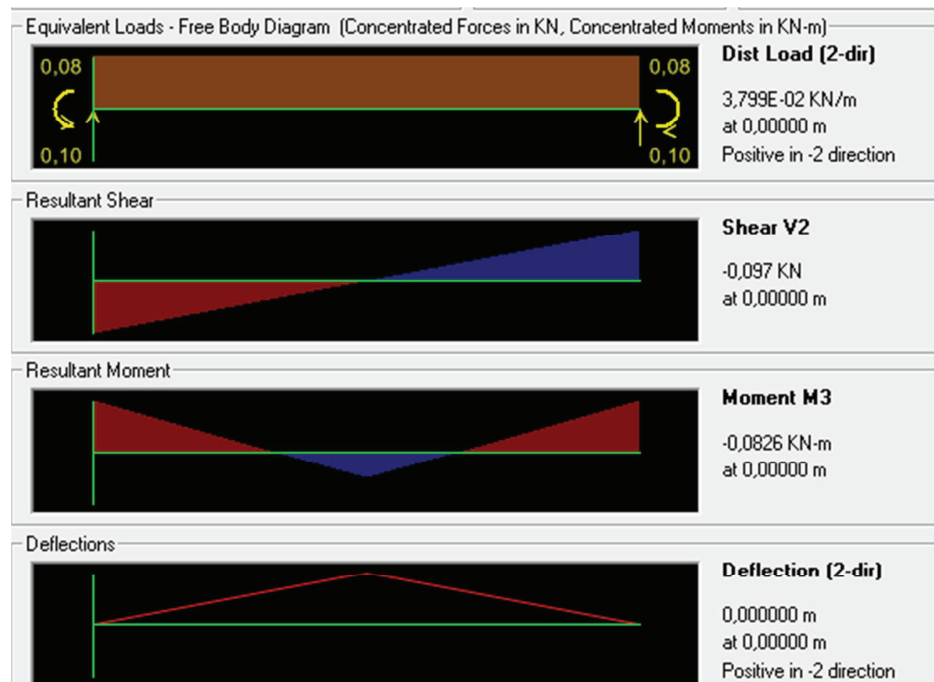 Equivalent Loads - Free Body Diagram (Concentrated Forces in KN, Concentrated Moments in KN-m)
0,08
0,08
0,10
0,10
Dist Load (2-dir)
3,799E-02 KN/m
at 0,00000 m
Positive in -2 direction
Resultant Shear
Shear V2
-0,097 KN
at 0,00000 m
Resultant Moment
Moment M3
-0,0826 KN-m
at 0,00000 m
Deflections
Deflection (2-dir)
0,000000 m
at 0,00000 m
Positive in -2 direction